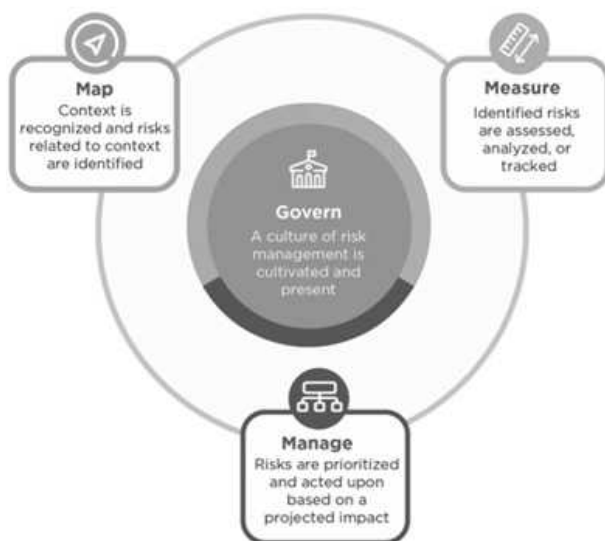 Map
Context is
recognized and risks
related to context
are identified
Measure
Identified risks
are assessed,
analyzed, or
tracked
Govern
A culture of risk
management is
cultivated and
present
Manage
Risks are prioritized
and acted upon
based on a
projected impact